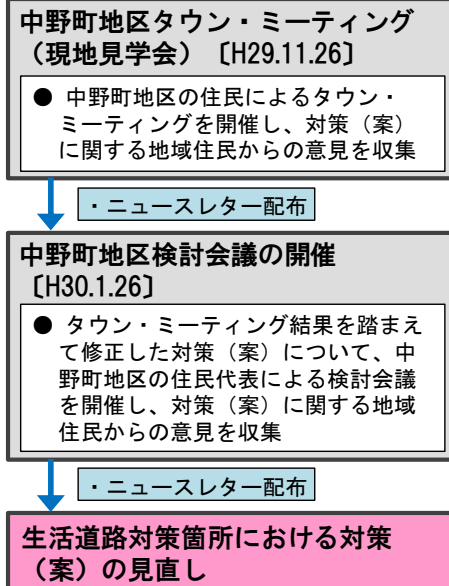 中野町地区タウン・ミーティング
（現地見学会）〔H29.11.26〕
● 中野町地区の住民によるタウン・
ミーティングを開催し、対策（案）
に関する地域住民からの意見を収集
・ニュースレター配布
中野町地区検討会議の開催
〔H30.1.26〕
● タウン・ミーティング結果を踏まえ
て修正した対策（案）について、中
野町地区の住民代表による検討会議
を開催し、対策（案）に関する地域
住民からの意見を収集
・ニュースレター配布
生活道路対策箇所における対策
（案）の見直し